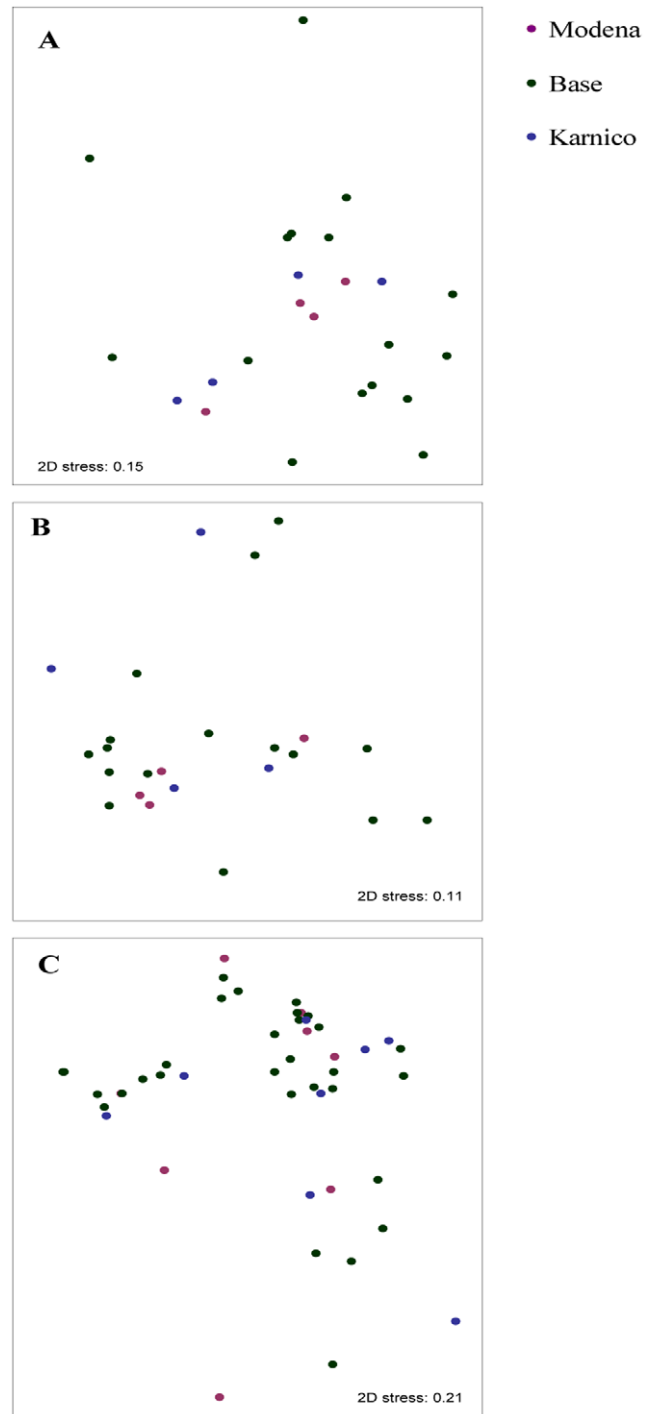 A
Modena
Base
Karnico
2D stress: 0.15
B
2D stress: 0.11
C
2D stress: 0.21